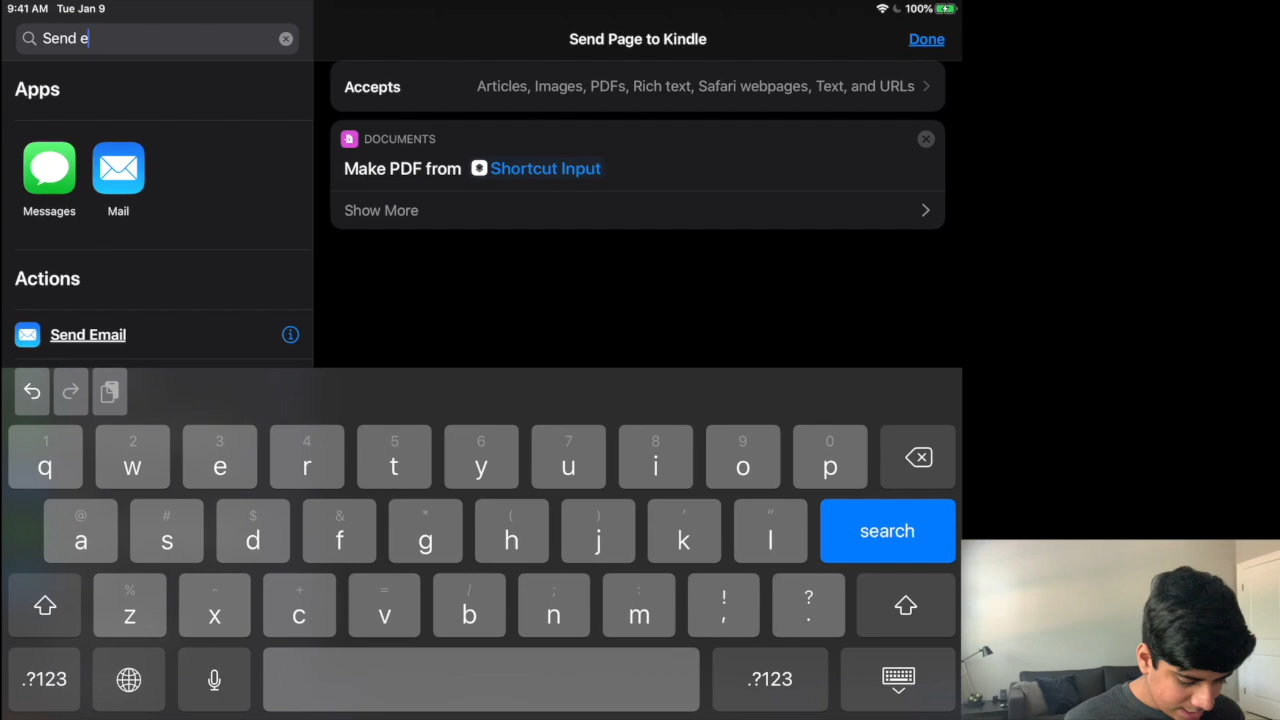 9:41 AM Tue Jan 9
100%
Send e
Send Page to Kindle
Done
Apps
Messages
Mail
Actions
Send Email
Accepts
Articles, Images, PDFs, Rich text, Safari webpages, Text, and URLs
DOCUMENTS
Make PDF from Shortcut Input
Show More
1 2 3 4 5 6 7 8 9 0
q w e r t y u i o p
@ # $ & * ( ) ' "
a s d f g h j k l search
% - + = / ; : ! ?
z x c v b n m , .
.?123 .?123